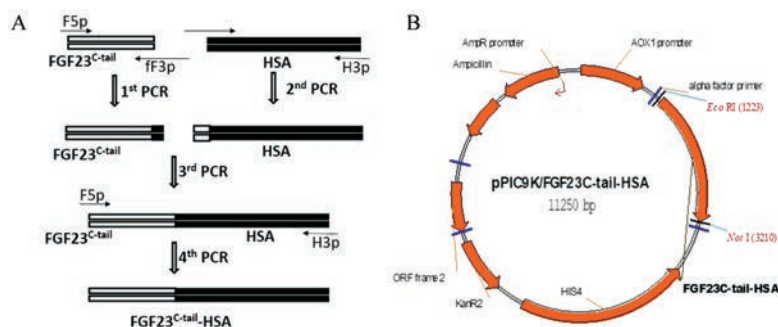 A
F5p
FGF23C-tail
fF3p
HSA
H3p
1st PCR
2nd PCR
FGF23C-tail
HSA
3rd PCR
F5p
FGF23C-tail
HSA
H3p
4th PCR
FGF23C-tail-HSA
B
AmpR promoter
AOX1 promoter
Ampicillin
alpha factor primer
Eco RI (1223)
pPIC9K/FGF23C-tail-HSA
11250 bp
Not I (3210)
ORF frame 2
KanR2
HIS4
FGF23C-tail-HSA